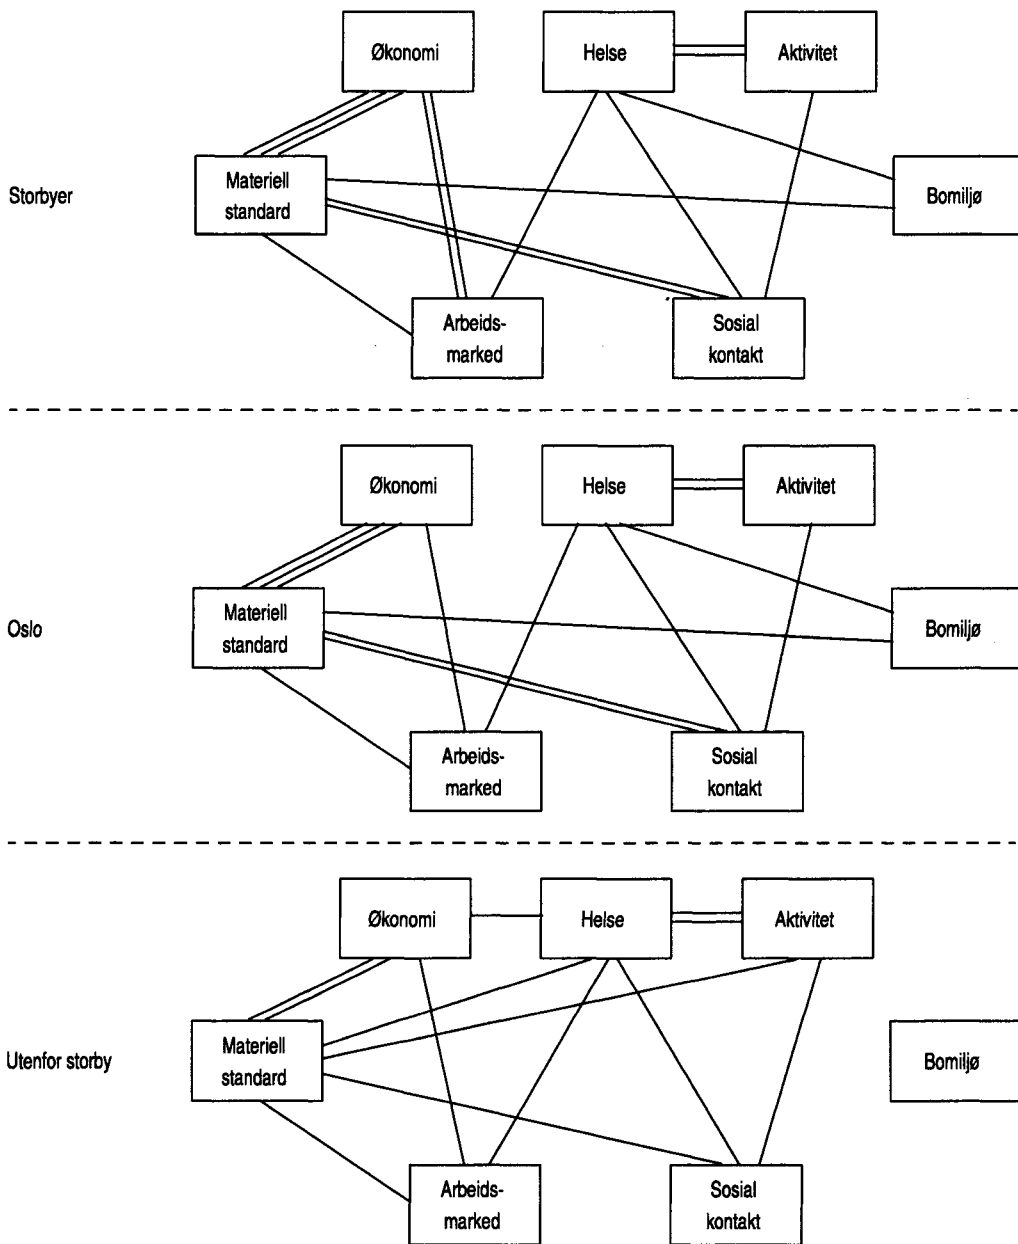 Økonomi
Helse
Aktivitet
Storbyer
Materiell
standard
Bomiljø
Arbeids-
marked
Sosial
kontakt
Økonomi
Helse
Aktivitet
Oslo
Materiell
standard
Bomiljø
Arbeids-
marked
Sosial
kontakt
Økonomi
Helse
Aktivitet
Utenfor storby
Materiell
standard
Bomiljø
Arbeids-
marked
Sosial
kontakt